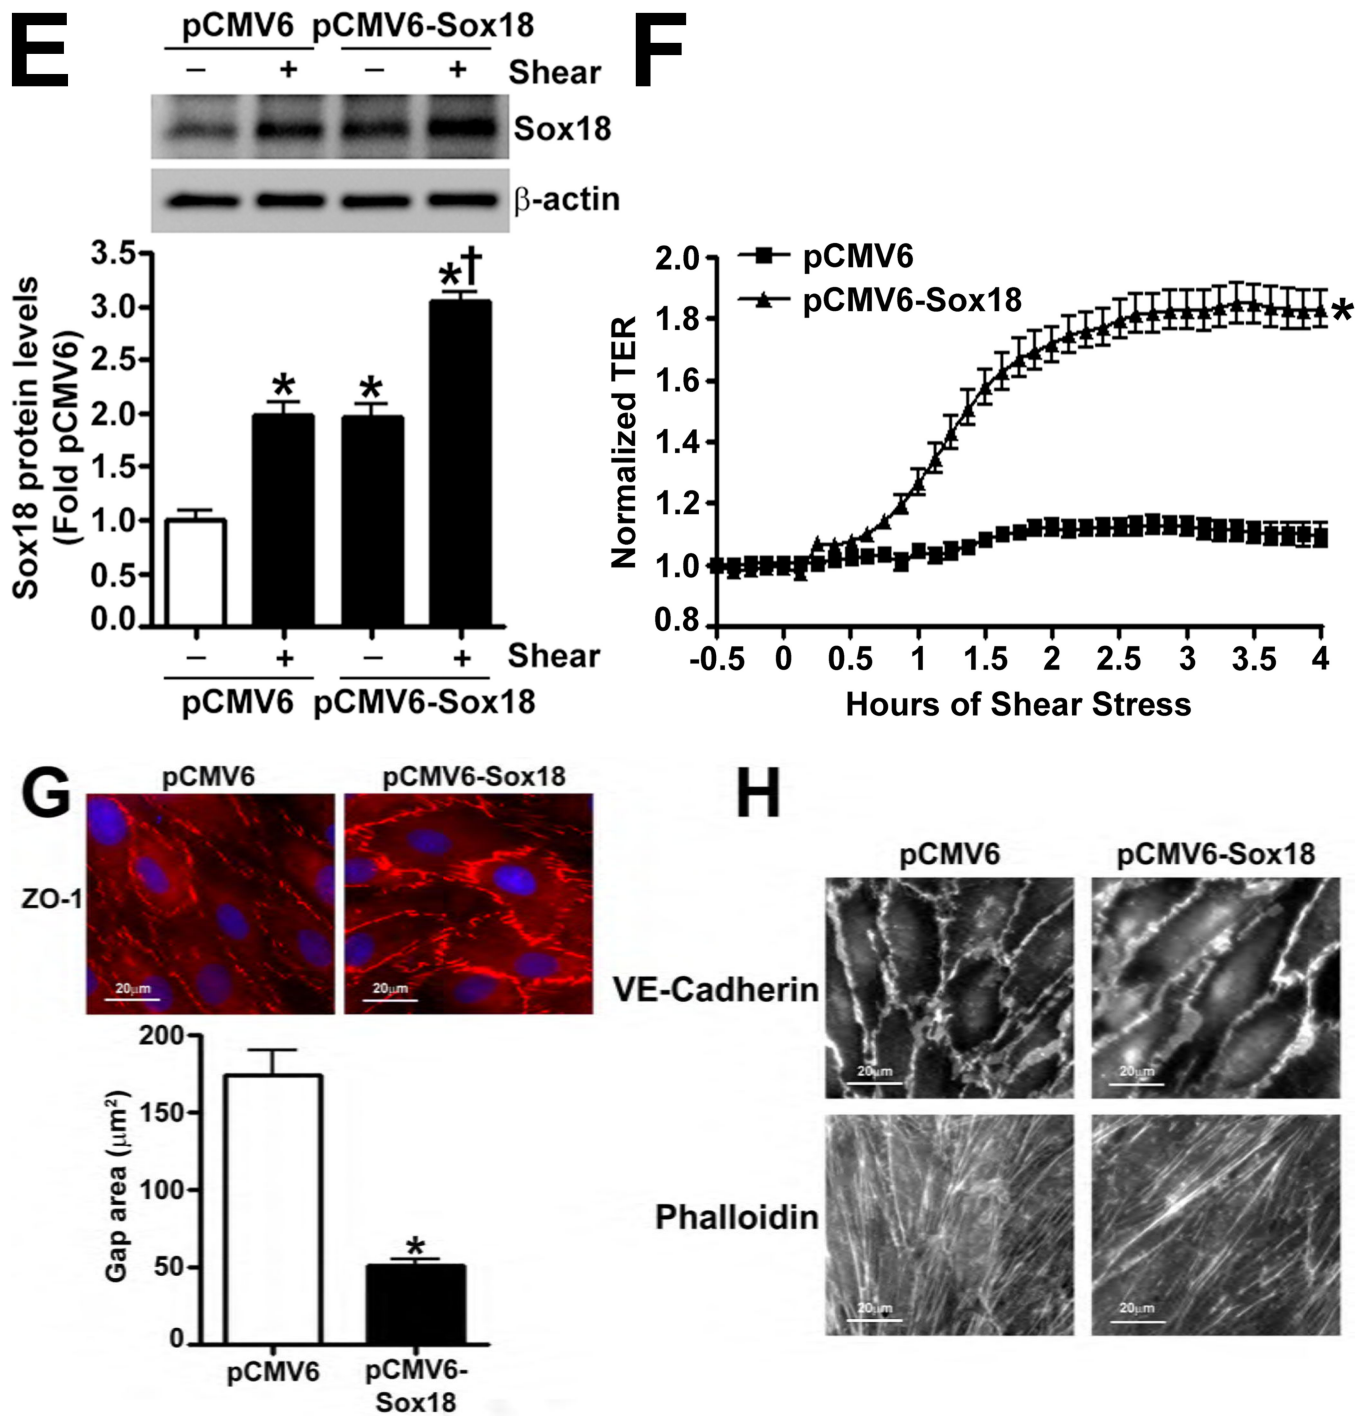 E
pCMV6 pCMV6-Sox18
– + – + Shear
Sox18
β-actin
Sox18 protein levels
(Fold pCMV6)
3.5
3.0
2.5
2.0
1.5
1.0
0.5
0.0
* * *†
– + – + Shear
pCMV6 pCMV6-Sox18
F
pCMV6
pCMV6-Sox18
Normalized TER
2.0
1.8
1.6
1.4
1.2
1.0
0.8
*
-0.5 0 0.5 1 1.5 2 2.5 3 3.5 4
Hours of Shear Stress
G
pCMV6 pCMV6-Sox18
ZO-1
20µm 20µm
Gap area (µm²)
200
150
100
50
0
*
pCMV6 pCMV6-
Sox18
H
pCMV6 pCMV6-Sox18
VE-Cadherin
20µm 20µm
Phalloidin
20µm 20µm